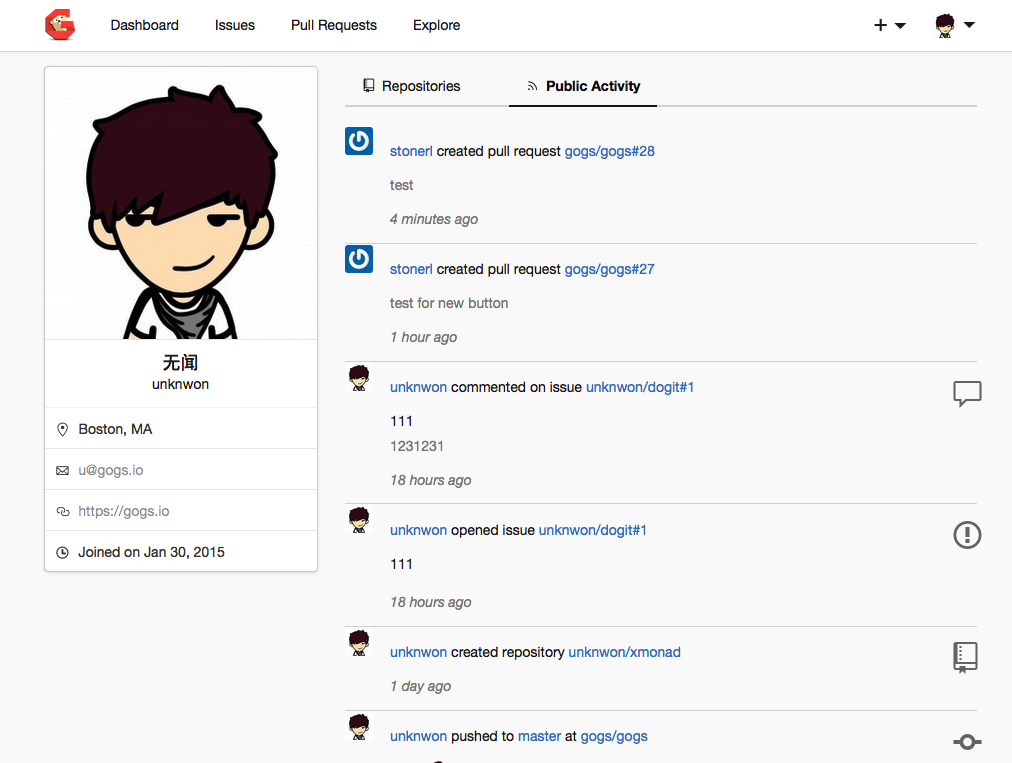 Dashboard Issues Pull Requests Explore
无闻
unknwon
Boston, MA
u@gogs.io
https://gogs.io
Joined on Jan 30, 2015
Repositories Public Activity
stonerl created pull request gogs/gogs#28
test
4 minutes ago
stonerl created pull request gogs/gogs#27
test for new button
1 hour ago
unknwon commented on issue unknwon/dogit#1
111
1231231
18 hours ago
unknwon opened issue unknwon/dogit#1
111
18 hours ago
unknwon created repository unknwon/xmonad
1 day ago
unknwon pushed to master at gogs/gogs